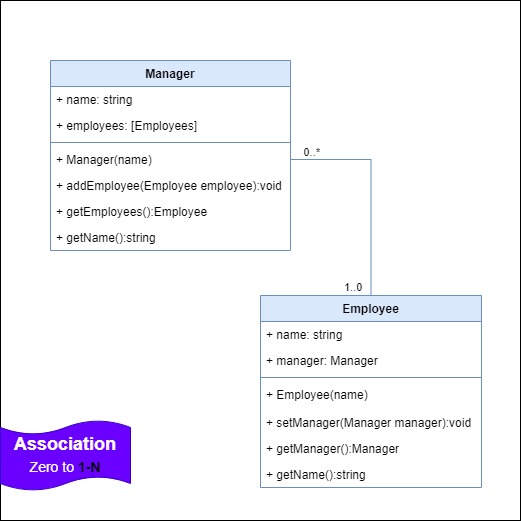 Manager
+ name: string
+ employees: [Employees]
+ Manager(name)
+ addEmployee(Employee employee):void
+ getEmployees():Employee
+ getName():string
0..*
1..0
Employee
+ name: string
+ manager: Manager
+ Employee(name)
+ setManager(Manager manager):void
+ getManager():Manager
+ getName():string
Association
Zero to 1-N